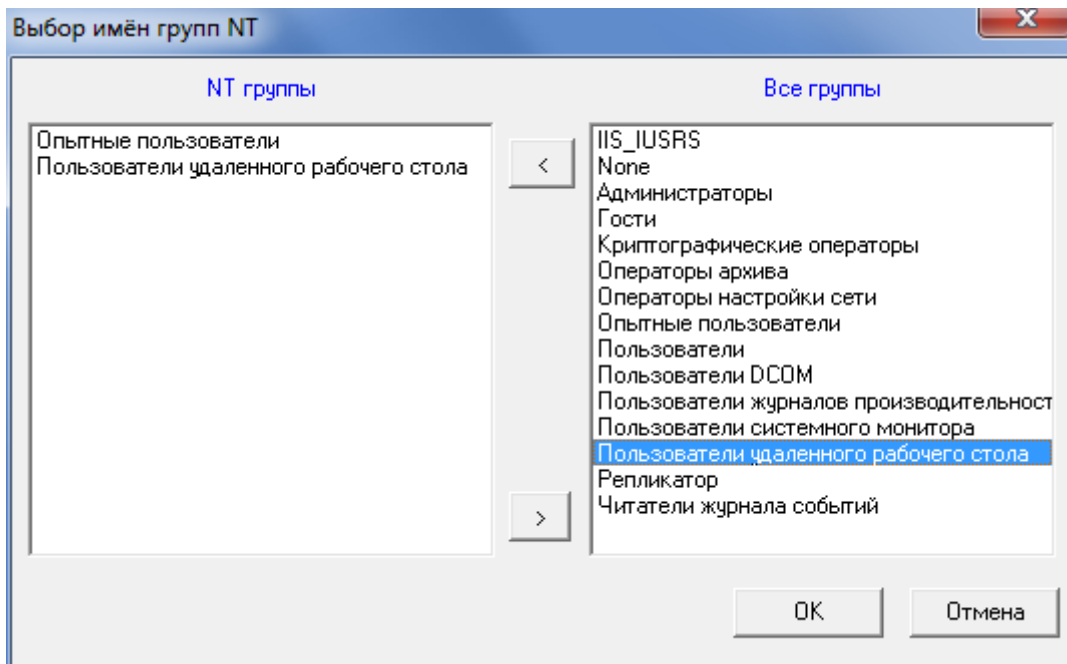 Выбор имён групп NT
NT группы
Все группы
Опытные пользователи
Пользователи удаленного рабочего стола
<
>
IIS_IUSRS
None
Администраторы
Гости
Криптографические операторы
Операторы архива
Операторы настройки сети
Опытные пользователи
Пользователи
Пользователи DCOM
Пользователи журналов производительност
Пользователи системного монитора
Пользователи удаленного рабочего стола
Репликатор
Читатели журнала событий
OK
Отмена